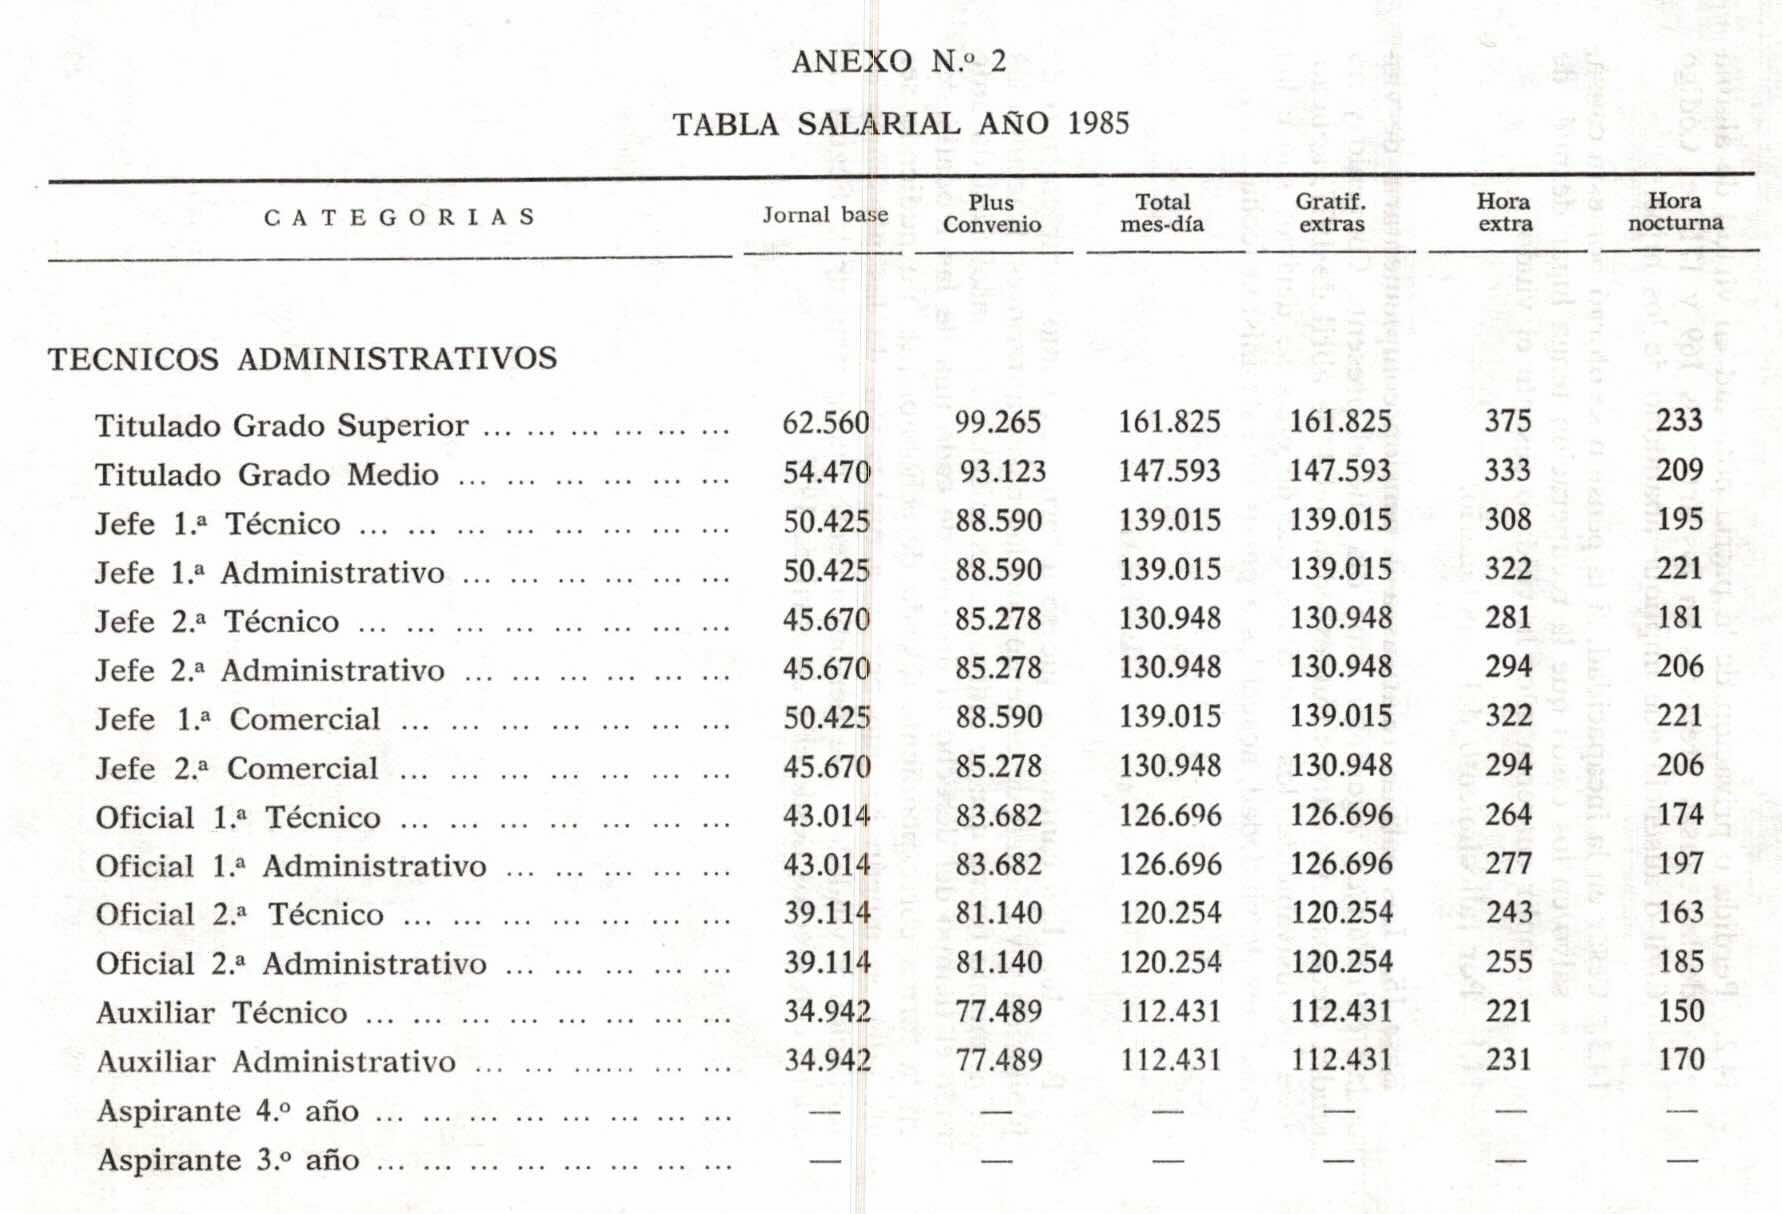 ANEXO N.º 2
TABLA SALARIAL AÑO 1985
CATEGORIAS Jornal base Plus Convenio Total mes-día Gratif. extras Hora extra Hora nocturna
TECNICOS ADMINISTRATIVOS
Titulado Grado Superior ... ... ... ... ... ... 62.560 99.265 161.825 161.825 375 233
Titulado Grado Medio ... ... ... ... ... ... 54.470 93.123 147.593 147.593 333 209
Jefe 1.ª Técnico ... ... ... ... ... ... ... ... 50.425 88.590 139.015 139.015 308 195
Jefe 1.ª Administrativo ... ... ... ... ... ... 50.425 88.590 139.015 139.015 322 221
Jefe 2.ª Técnico ... ... ... ... ... ... ... ... 45.670 85.278 130.948 130.948 281 181
Jefe 2.ª Administrativo ... ... ... ... ... ... 45.670 85.278 130.948 130.948 294 206
Jefe 1.ª Comercial ... ... ... ... ... ... ... 50.425 88.590 139.015 139.015 322 221
Jefe 2.ª Comercial ... ... ... ... ... ... ... 45.670 85.278 130.948 130.948 294 206
Oficial 1.ª Técnico ... ... ... ... ... ... ... 43.014 83.682 126.696 126.696 264 174
Oficial 1.ª Administrativo ... ... ... ... ... 43.014 83.682 126.696 126.696 277 197
Oficial 2.ª Técnico ... ... ... ... ... ... ... 39.114 81.140 120.254 120.254 243 163
Oficial 2.ª Administrativo ... ... ... ... ... 39.114 81.140 120.254 120.254 255 185
Auxiliar Técnico ... ... ... ... ... ... ... ... 34.942 77.489 112.431 112.431 221 150
Auxiliar Administrativo ... ... ...... ... ... 34.942 77.489 112.431 112.431 231 170
Aspirante 4.º año ... ... ... ... ... ... ... ... — — — — — —
Aspirante 3.º año ... ... ... ... ... ... ... ... — — — — — —